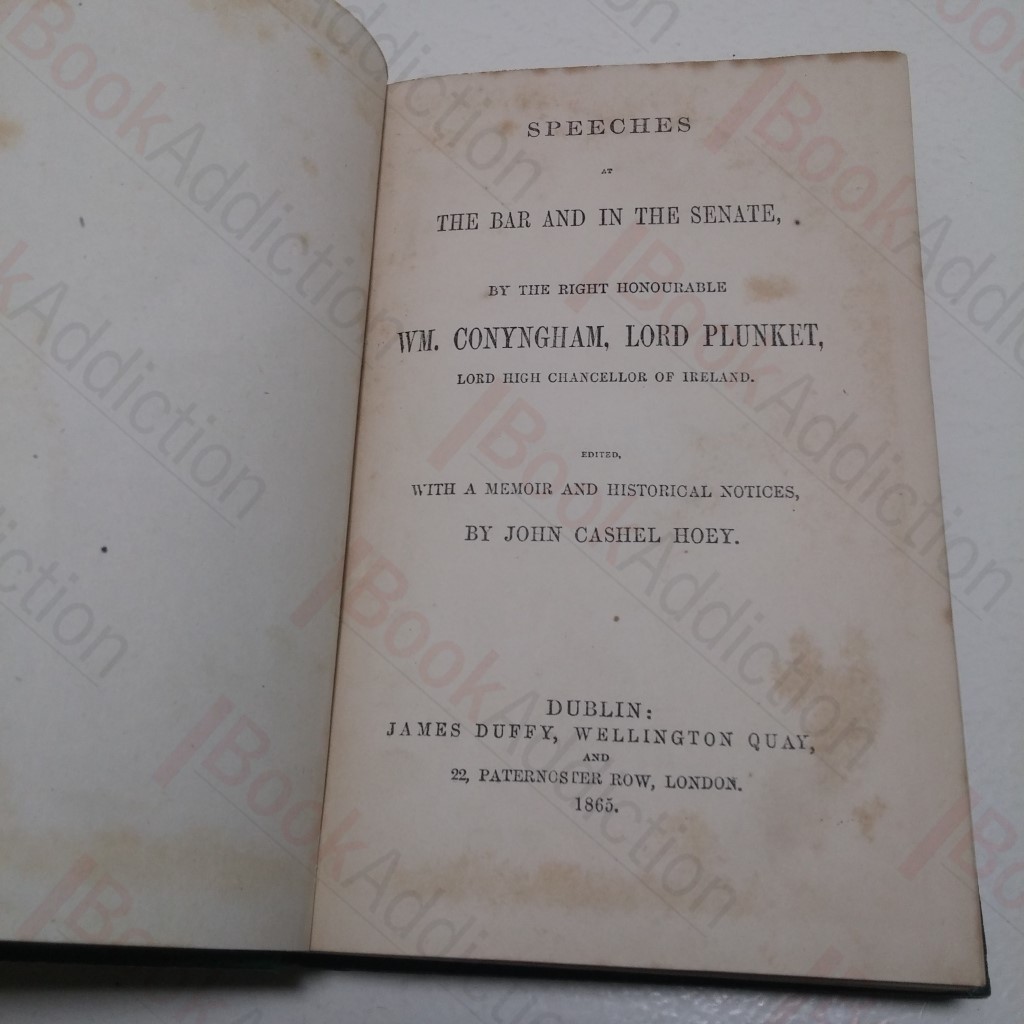 SPEECHES
AT
THE BAR AND IN THE SENATE,
BY THE RIGHT HONOURABLE
WM. CONYNGHAM, LORD PLUNKET,
LORD HIGH CHANCELLOR OF IRELAND.
EDITED,
WITH A MEMOIR AND HISTORICAL NOTICES,
BY JOHN CASHEL HOEY.
DUBLIN:
JAMES DUFFY, WELLINGTON QUAY,
AND
22, PATERNOSTER ROW, LONDON.
1865.
BookAddiction